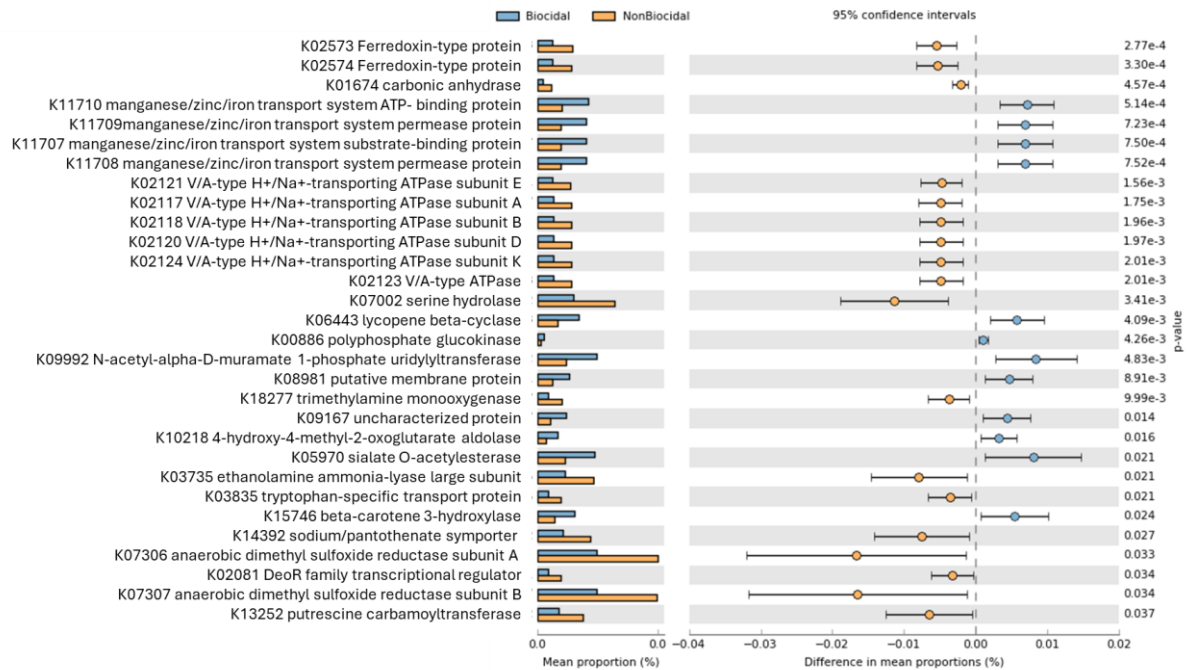 Biocidal NonBiocidal 95% confidence intervals
K02573 Ferredoxin-type protein 2.77e-4
K02574 Ferredoxin-type protein 3.30e-4
K01674 carbonic anhydrase 4.57e-4
K11710 manganese/zinc/iron transport system ATP- binding protein 5.14e-4
K11709manganese/zinc/iron transport system permease protein 7.23e-4
K11707 manganese/zinc/iron transport system substrate-binding protein 7.50e-4
K11708 manganese/zinc/iron transport system permease protein 7.52e-4
K02121 V/A-type H+/Na+-transporting ATPase subunit E 1.56e-3
K02117 V/A-type H+/Na+-transporting ATPase subunit A 1.75e-3
K02118 V/A-type H+/Na+-transporting ATPase subunit B 1.96e-3
K02120 V/A-type H+/Na+-transporting ATPase subunit D 1.97e-3
K02124 V/A-type H+/Na+-transporting ATPase subunit K 2.01e-3
K02123 V/A-type ATPase 2.01e-3
K07002 serine hydrolase 3.41e-3
K06443 lycopene beta-cyclase 4.09e-3
K00886 polyphosphate glucokinase 4.26e-3
K09992 N-acetyl-alpha-D-muramate 1-phosphate uridylyltransferase 4.83e-3
K08981 putative membrane protein 8.91e-3
K18277 trimethylamine monooxygenase 9.99e-3
K09167 uncharacterized protein 0.014
K10218 4-hydroxy-4-methyl-2-oxoglutarate aldolase 0.016
K05970 sialate O-acetylesterase 0.021
K03735 ethanolamine ammonia-lyase large subunit 0.021
K03835 tryptophan-specific transport protein 0.021
K15746 beta-carotene 3-hydroxylase 0.024
K14392 sodium/pantothenate symporter 0.027
K07306 anaerobic dimethyl sulfoxide reductase subunit A 0.033
K02081 DeoR family transcriptional regulator 0.034
K07307 anaerobic dimethyl sulfoxide reductase subunit B 0.034
K13252 putrescine carbamoyltransferase 0.037
p-value
0.0 0.0 −0.04 −0.03 −0.02 −0.01 0.00 0.01 0.02
Mean proportion (%) Difference in mean proportions (%)